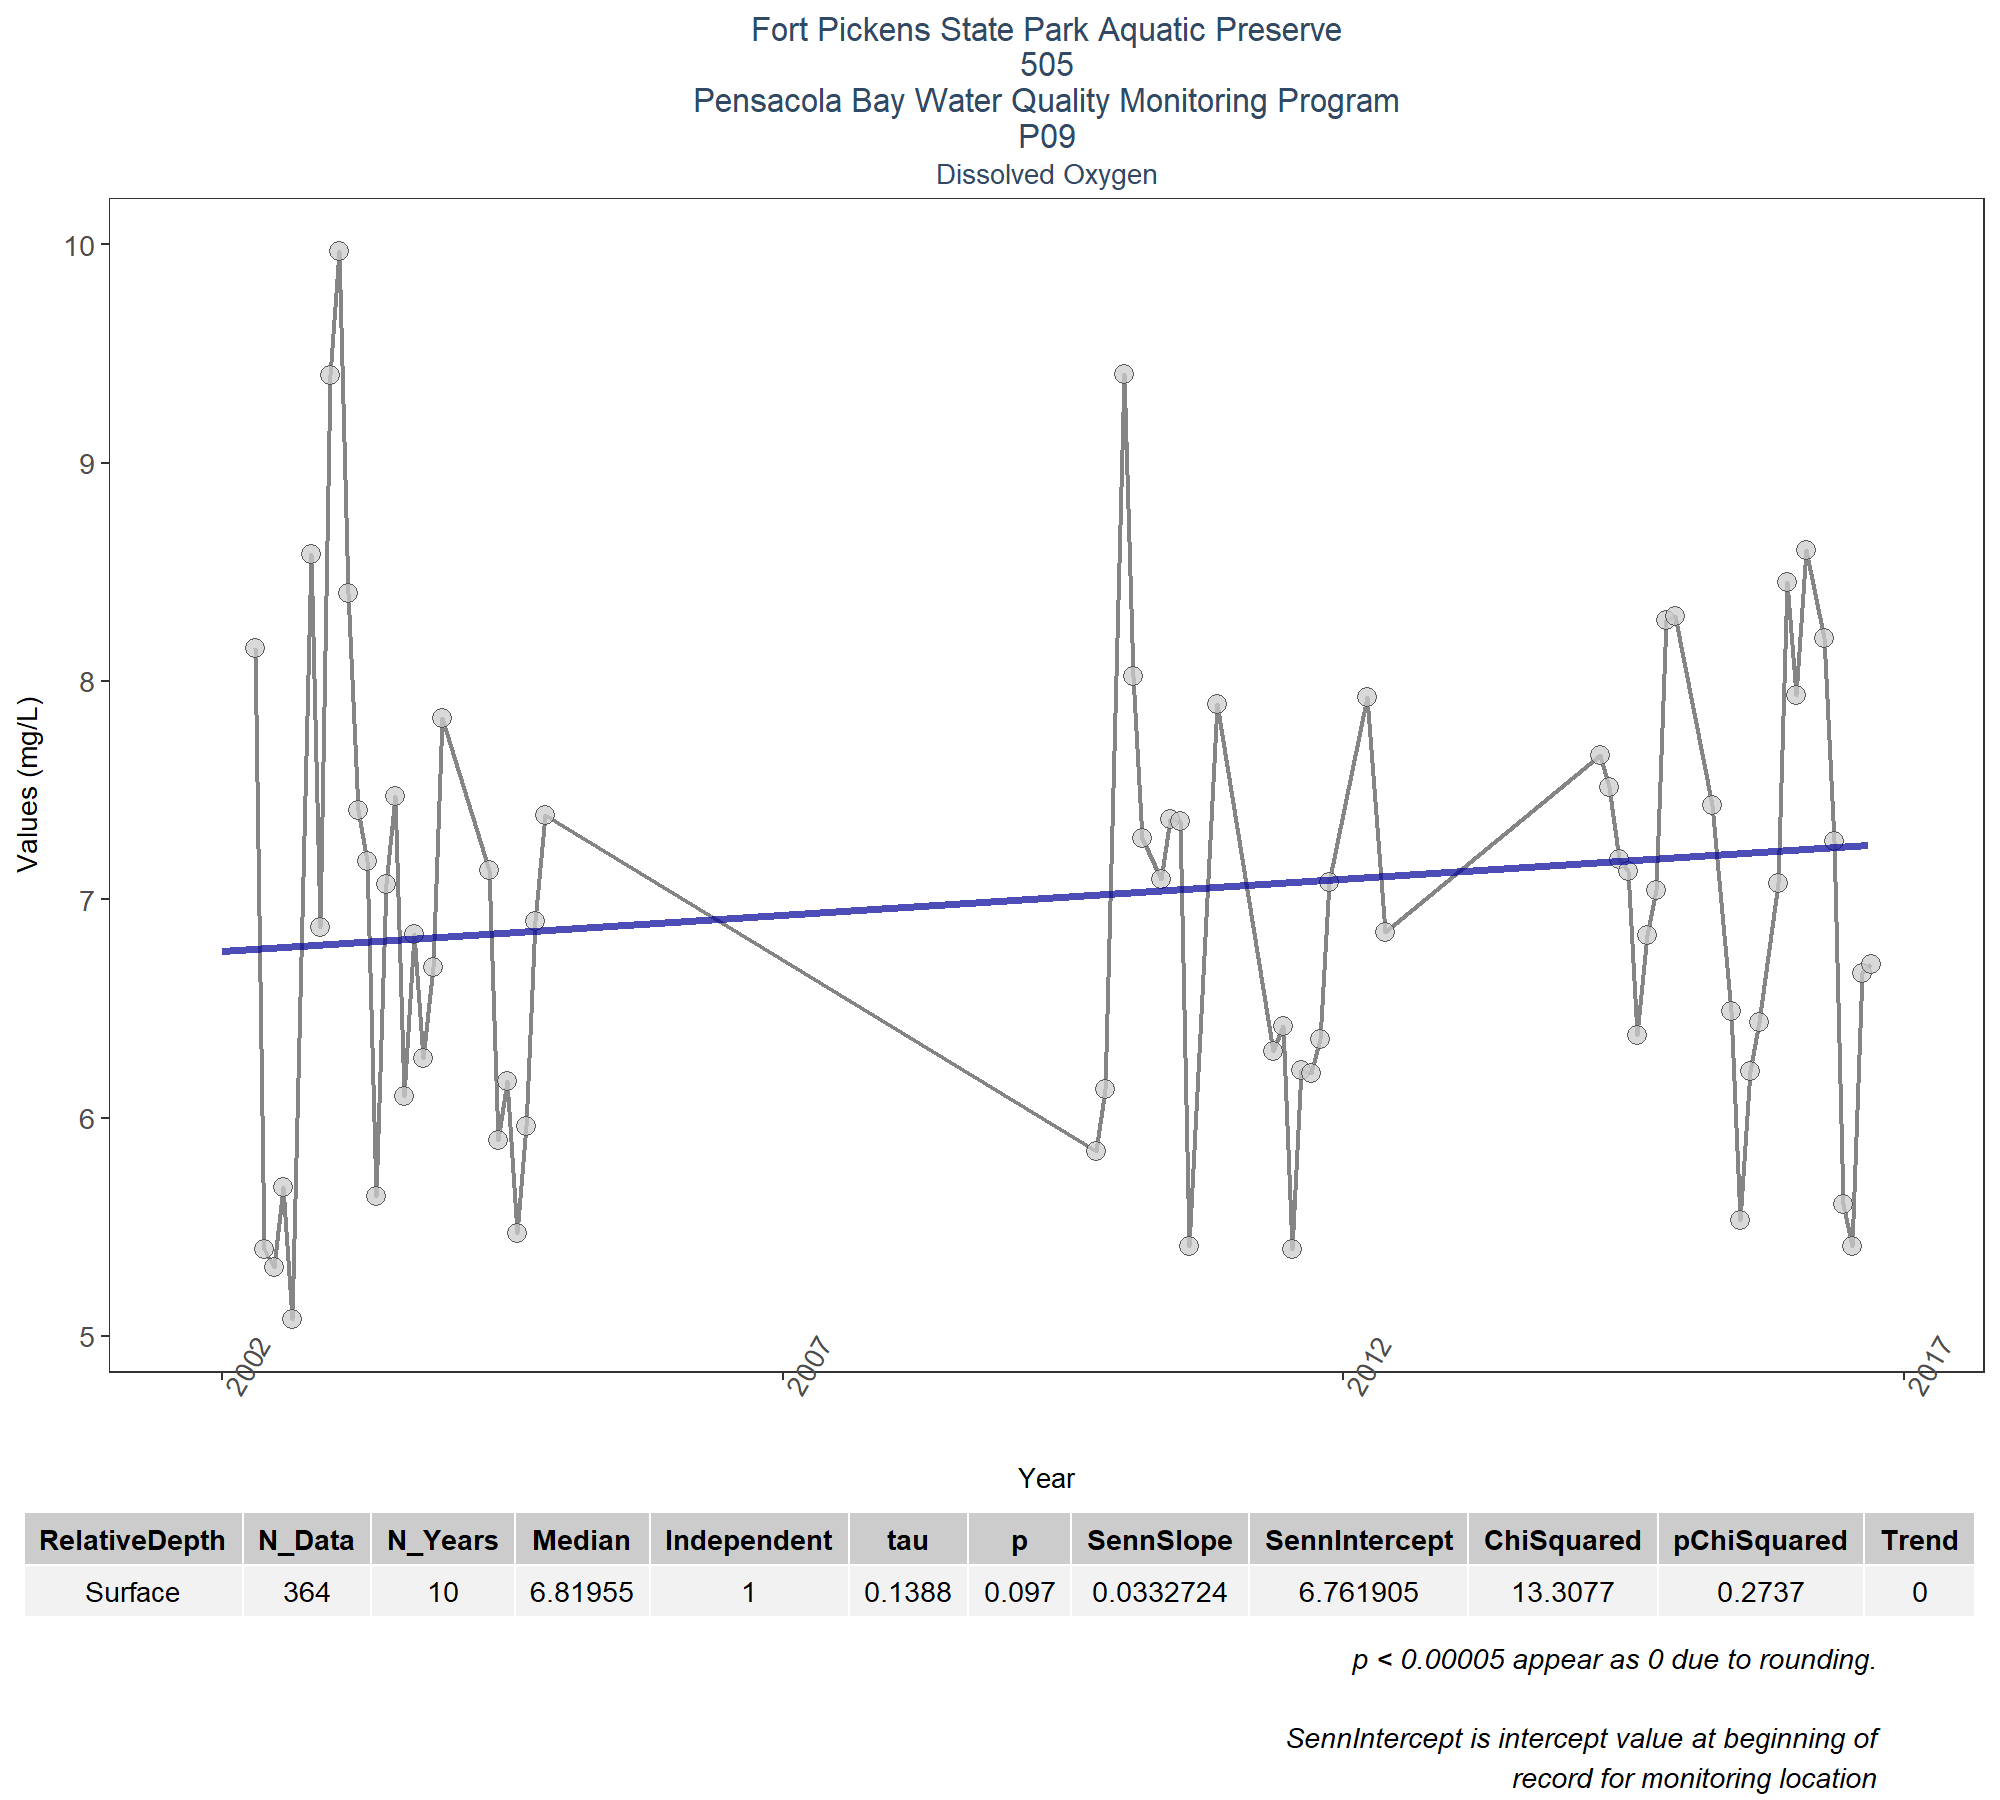 Fort Pickens State Park Aquatic Preserve
505
Pensacola Bay Water Quality Monitoring Program
P09
Dissolved Oxygen
Values (mg/L)
10
9
8
7
6
5
2002 2007 2012 2017
Year
RelativeDepth N_Data N_Years Median Independent tau p SennSlope SennIntercept ChiSquared pChiSquared Trend
Surface 364 10 6.81955 1 0.1388 0.097 0.0332724 6.761905 13.3077 0.2737 0
p < 0.00005 appear as 0 due to rounding.
SennIntercept is intercept value at beginning of
record for monitoring location